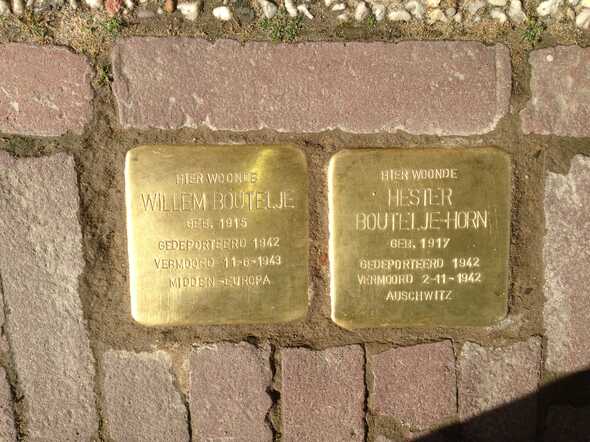 HIER WOONDE
WILLEM BOUTELJE
GEB. 1915
GEDEPORTEERD 1942
VERMOORD 11-6-1943
MIDDEN-EUROPA
HIER WOONDE
HESTER
BOUTELJE-HORN
GEB. 1917
GEDEPORTEERD 1942
VERMOORD 2-11-1942
AUSCHWITZ